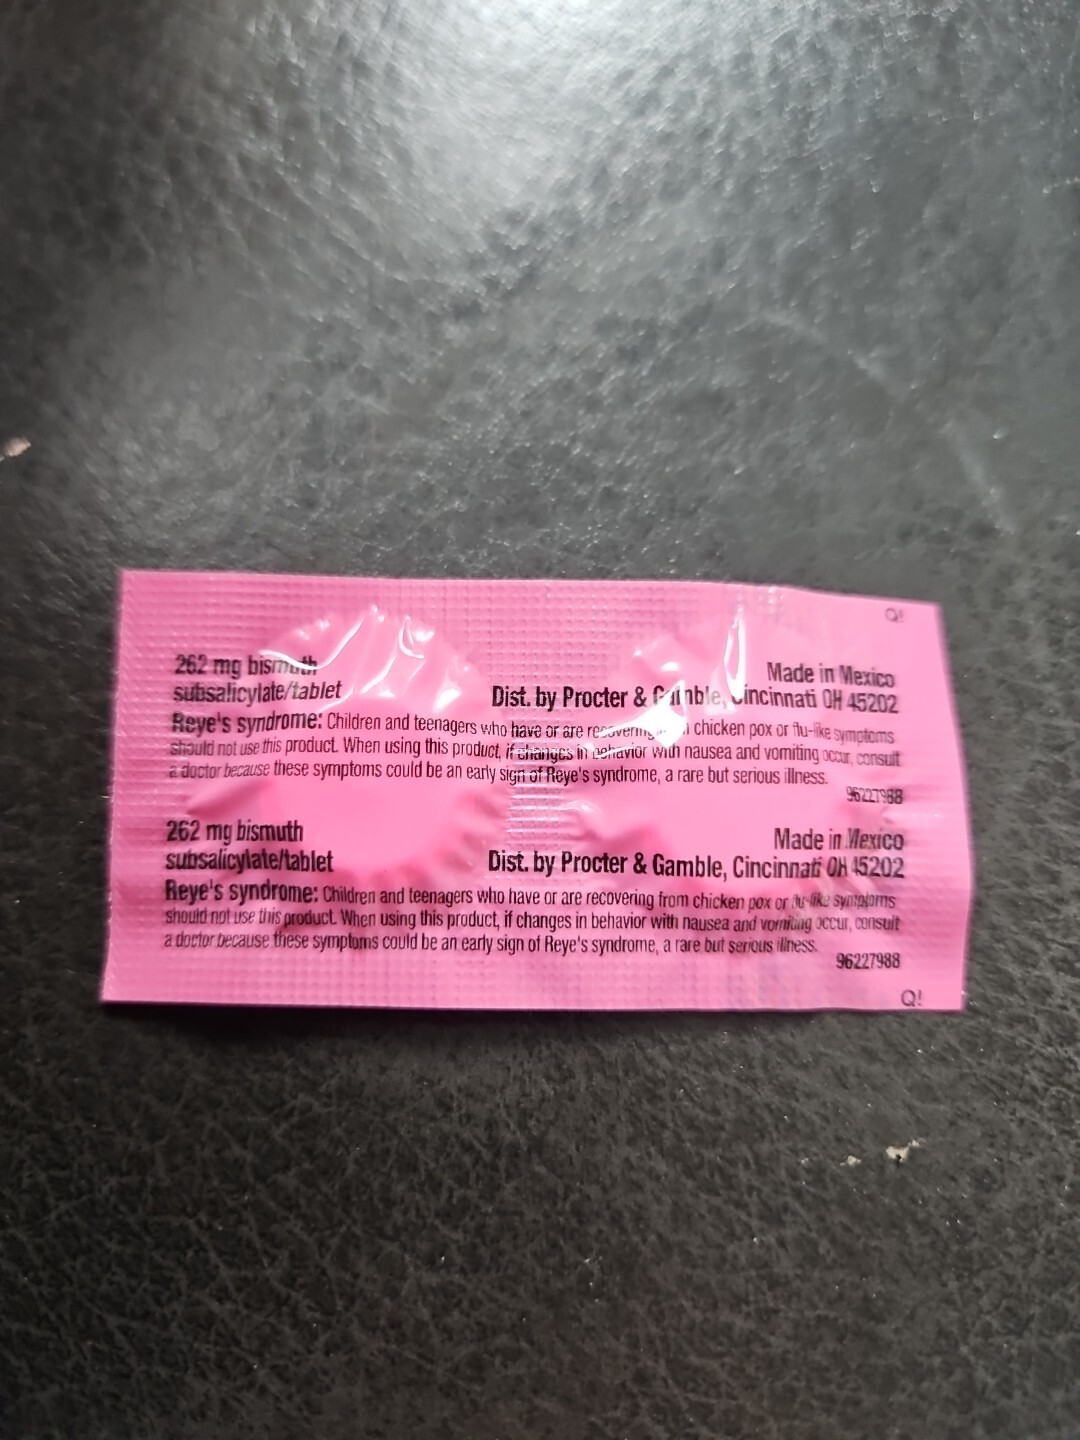 Q!
262 mg bismuth
subsalicylate/tablet
Made in Mexico
Dist. by Procter & Gamble, Cincinnati OH 45202
Reye's syndrome: Children and teenagers who have or are recovering chicken pox or flu-like symptoms
should not use this product. When using this product, if changes in behavior with nausea and vomiting occur, consult
a doctor because these symptoms could be an early sign of Reye's syndrome, a rare but serious illness.
96227988
262 mg bismuth
subsalicylate/tablet
Made in Mexico
Dist. by Procter & Gamble, Cincinnati OH 45202
Reye's syndrome: Children and teenagers who have or are recovering from chicken pox or flu-like symptoms
should not use this product. When using this product, if changes in behavior with nausea and vomiting occur, consult
a doctor because these symptoms could be an early sign of Reye's syndrome, a rare but serious illness.
96227988
Q!